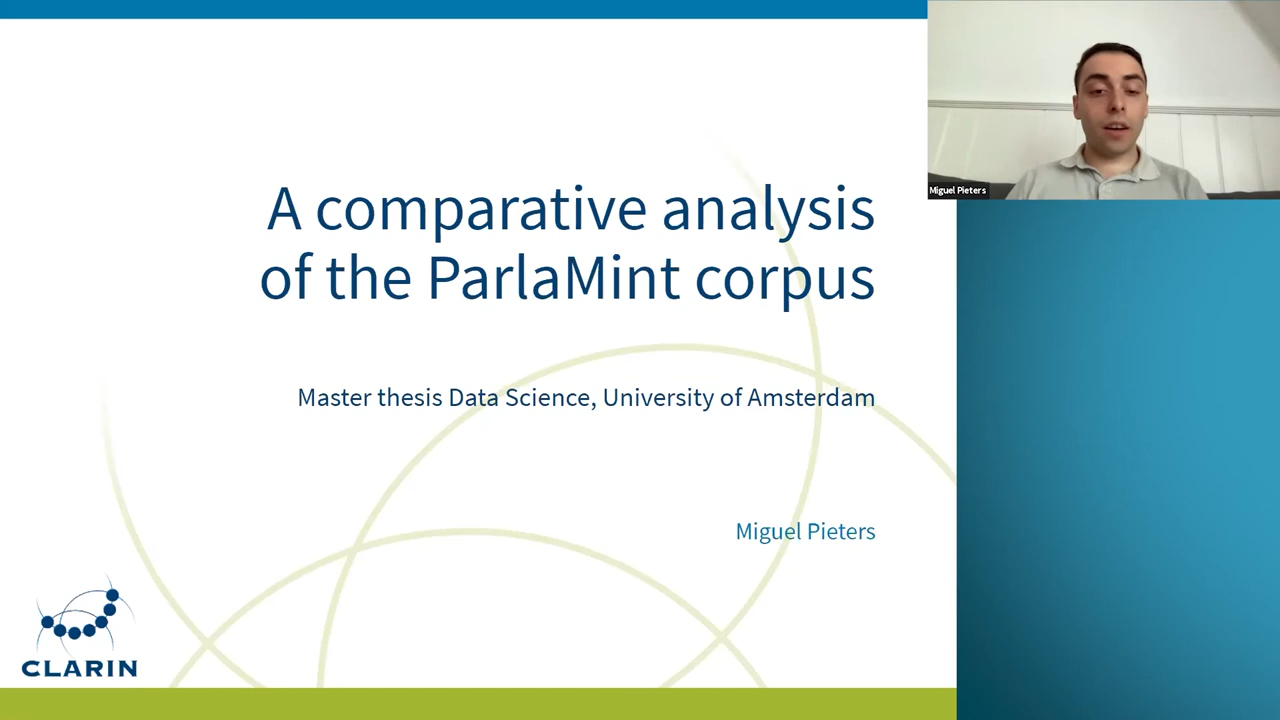 A comparative analysis
of the ParlaMint corpus
Master thesis Data Science, University of Amsterdam
Miguel Pieters
CLARIN
Miguel Pieters